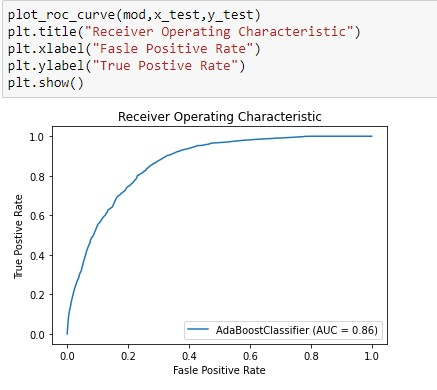 plot_roc_curve(mod,x_test,y_test)
plt.title("Receiver Operating Characteristic")
plt.xlabel("Fasle Positive Rate")
plt.ylabel("True Postive Rate")
plt.show()
Receiver Operating Characteristic
1.0
0.8
0.6
0.4
0.2
0.0
True Postive Rate
AdaBoostClassifier (AUC = 0.86)
0.0 0.2 0.4 0.6 0.8 1.0
Fasle Positive Rate